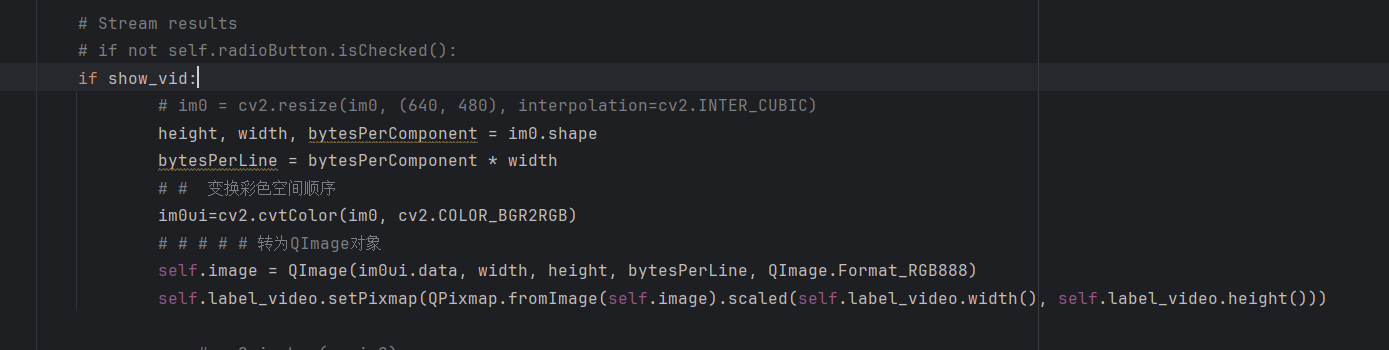 # Stream results
# if not self.radioButton.isChecked():
if show_vid:
# im0 = cv2.resize(im0, (640, 480), interpolation=cv2.INTER_CUBIC)
height, width, bytesPerComponent = im0.shape
bytesPerLine = bytesPerComponent * width
# #  变换彩色空间顺序
im0ui=cv2.cvtColor(im0, cv2.COLOR_BGR2RGB)
# # # # # 转为QImage对象
self.image = QImage(im0ui.data, width, height, bytesPerLine, QImage.Format_RGB888)
self.label_video.setPixmap(QPixmap.fromImage(self.image).scaled(self.label_video.width(), self.label_video.height()))